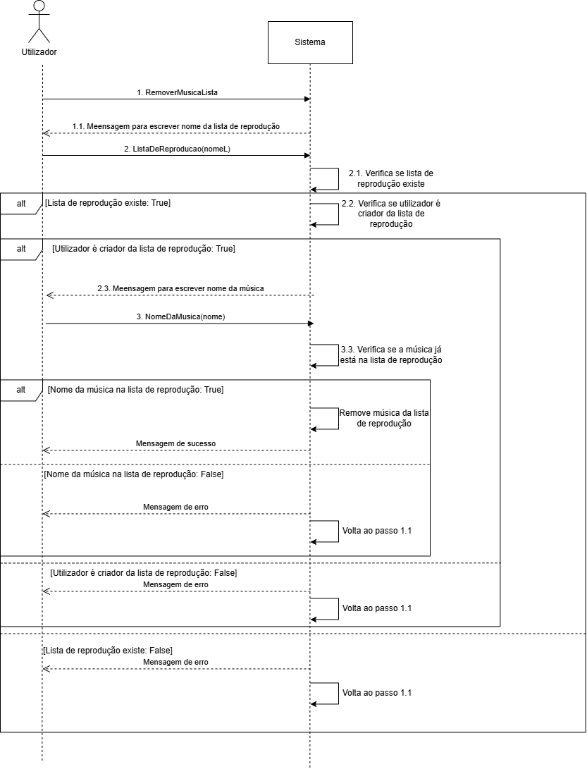 Utilizador
Sistema
1. RemoverMusicaLista
1.1. Meensagem para escrever nome da lista de reprodução
2. ListaDeReproducao(nomeL)
2.1. Verifica se lista de
reprodução existe
alt
[Lista de reprodução existe: True]
2.2. Verifica se utilizador é
criador da lista de
reprodução
alt
[Utilizador é criador da lista de reprodução: True]
2.3. Meensagem para escrever nome da música
3. NomeDaMusica(nome)
3.3. Verifica se a música já
está na lista de reprodução
alt
[Nome da música na lista de reprodução: True]
Remove música da lista
de reprodução
Mensagem de sucesso
[Nome da música na lista de reprodução: False]
Mensagem de erro
Volta ao passo 1.1
[Utilizador é criador da lista de reprodução: False]
Mensagem de erro
Volta ao passo 1.1
[Lista de reprodução existe: False]
Mensagem de erro
Volta ao passo 1.1